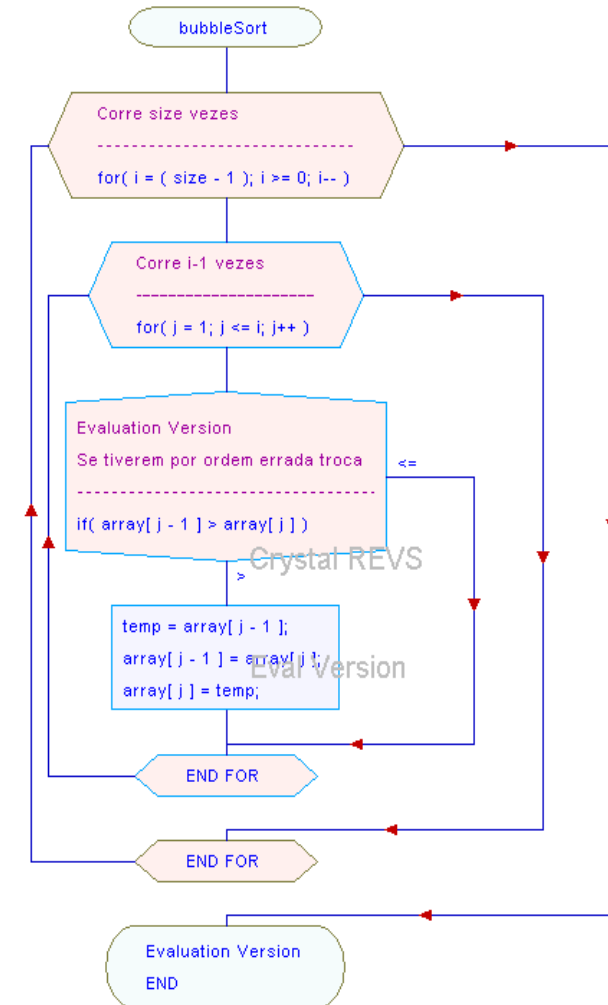 bubbleSort
Corre size vezes
--------------------------------
for( i = ( size - 1 ); i >= 0; i-- )
Corre i-1 vezes
----------------------
for( j = 1; j <= i; j++ )
Evaluation Version
Se tiverem por ordem errada troca
<=
-------------------------------------
if( array[ j - 1 ] > array[ j ] )
Crystal REVS
>
temp = array[ j - 1 ];
array[ j - 1 ] = array[ j ];
Eval Version
array[ j ] = temp;
END FOR
END FOR
Evaluation Version
END